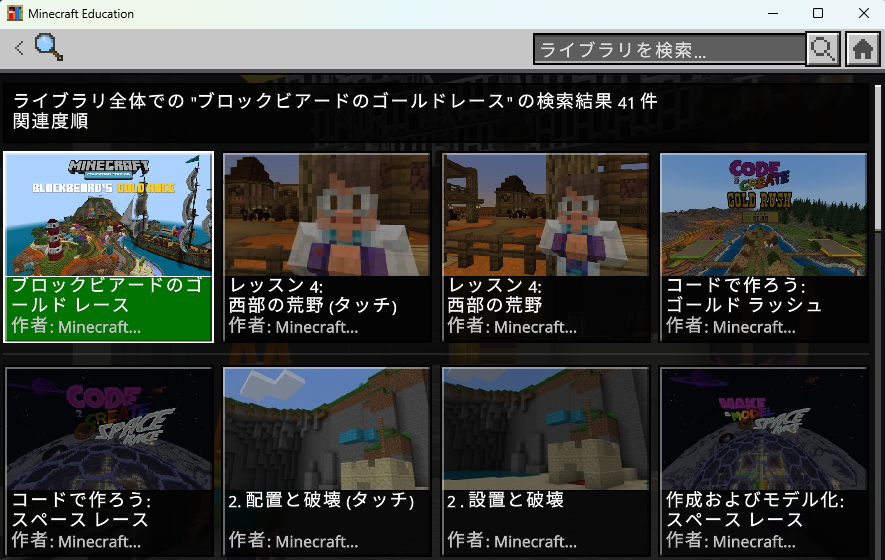 Minecraft Education
ライブラリを検索...
ライブラリ全体での "ブロックビアードのゴールドレース" の検索結果 41 件
関連度順
MINECRAFT
BLOCKBEARD'S GOLD RACE
ブロックビアードのゴ
ールド レース
作者: Minecraft...
レッスン 4:
西部の荒野 (タッチ)
作者: Minecraft...
レッスン 4:
西部の荒野
作者: Minecraft...
CODE
2
CREATE
GOLD RUSH
コードで作ろう:
ゴールド ラッシュ
作者: Minecraft...
CODE
2
CREATE
SPACE
RACE
コードで作ろう:
スペース レース
作者: Minecraft...
2. 配置と破壊 (タッチ)
作者: Minecraft...
2 . 設置と破壊
作者: Minecraft...
MAKE
& MODEL
SPACE
RACE
作成およびモデル化:
スペース レース
作者: Minecraft...